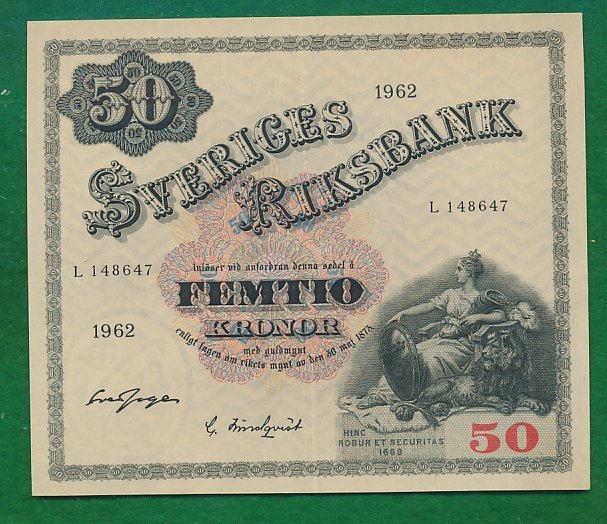 50
1962
SVERIGES
RIKSBANK
L 148647
L 148647
inlöser vid anfordran denna sedel å
FEMTIO
KRONOR
med guldmynt
enligt lagen om rikets mynt av den 30 maj 1873
1962
G. Lindqvist
HINC
ROBUR ET SECURITAS
1668
50